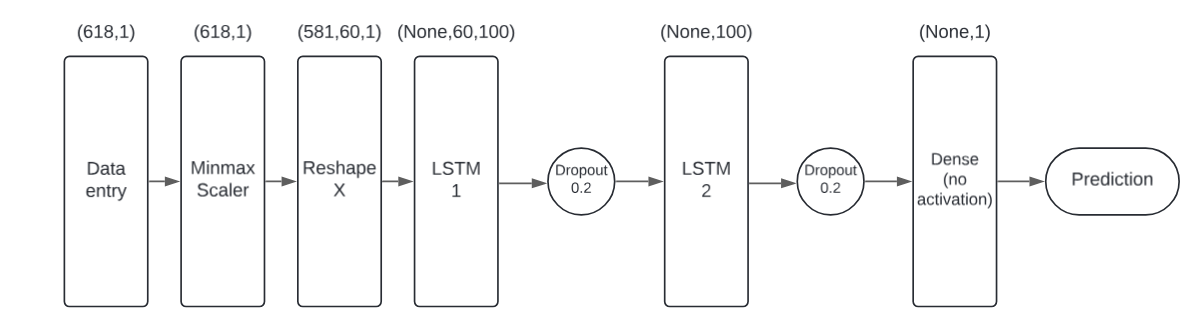 (618,1)
(618,1)
(581,60,1)
(None,60,100)
(None,100)
(None,1)
Data
entry
Minmax
Scaler
Reshape
X
LSTM
1
Dropout
0.2
LSTM
2
Dropout
0.2
Dense
(no
activation)
Prediction